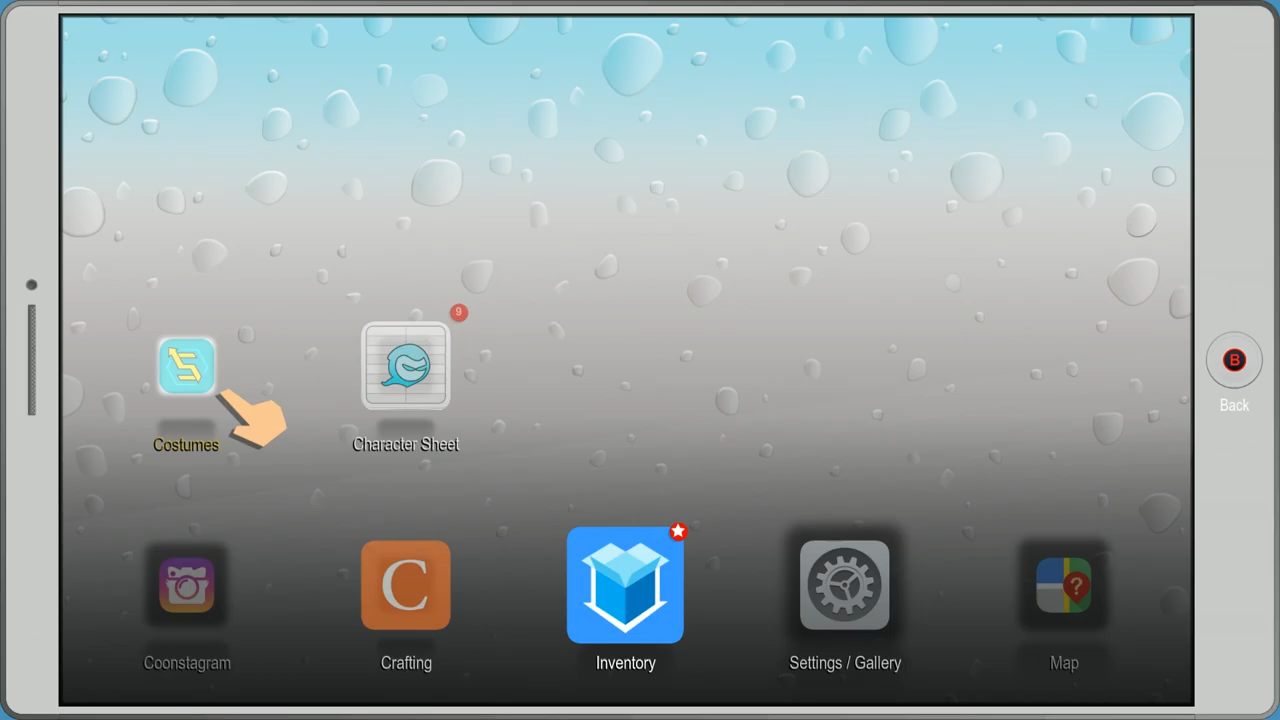 9
Costumes
Character Sheet
B
Back
C
?
Coonstagram
Crafting
Inventory
Settings / Gallery
Map